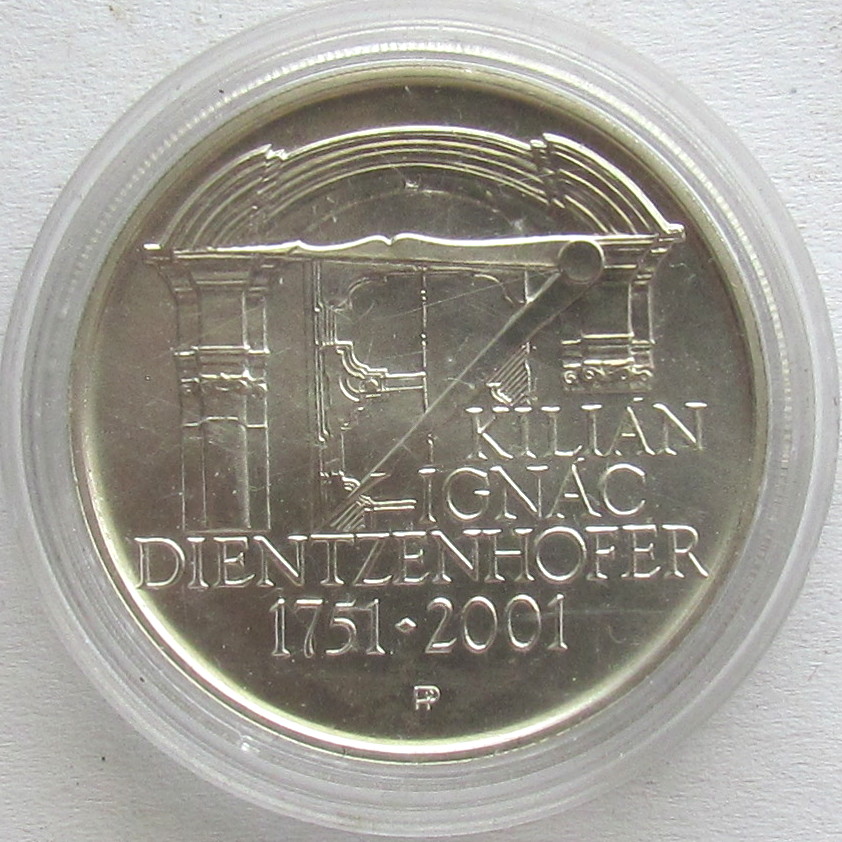 KILIÁN
IGNÁC
DIENTZENHOFER
1751 · 2001